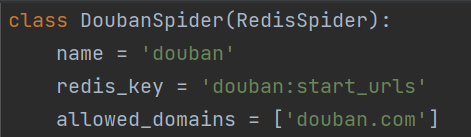 class DoubanSpider(RedisSpider):
    name = 'douban'
    redis_key = 'douban:start_urls'
    allowed_domains = ['douban.com']